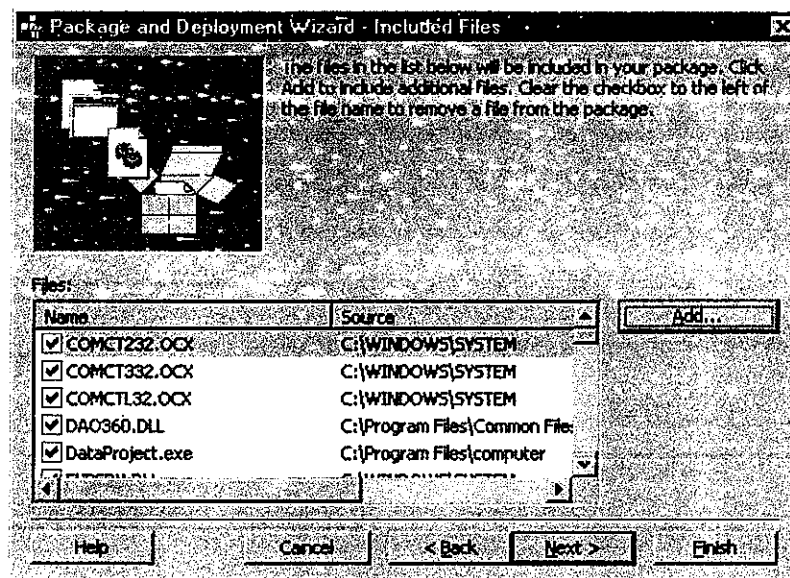 Package and Deployment Wizard - Included Files
The files in the list below will be included in your package. Click
Add to include additional files. Clear the checkbox to the left of
the file name to remove a file from the package.
Files:
Name Source
COMCT232.OCX C:\WINDOWS\SYSTEM
COMCT332.OCX C:\WINDOWS\SYSTEM
COMCTL32.OCX C:\WINDOWS\SYSTEM
DAO360.DLL C:\Program Files\Common Files
DataProject.exe C:\Program Files\computer
Add...
Help Cancel < Back Next > Finish